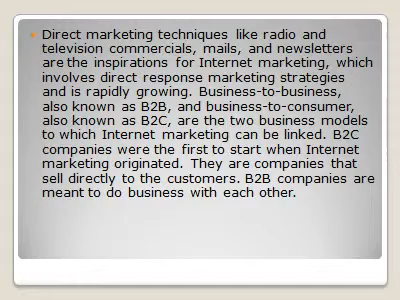 Direct marketing techniques like radio and
television commercials, mails, and newsletters
are the inspirations for Internet marketing, which
involves direct response marketing strategies
and is rapidly growing. Business-to-business,
also known as B2B, and business-to-consumer,
also known as B2C, are the two business models
to which Internet marketing can be linked. B2C
companies were the first to start when Internet
marketing originated. They are companies that
sell directly to the customers. B2B companies are
meant to do business with each other.